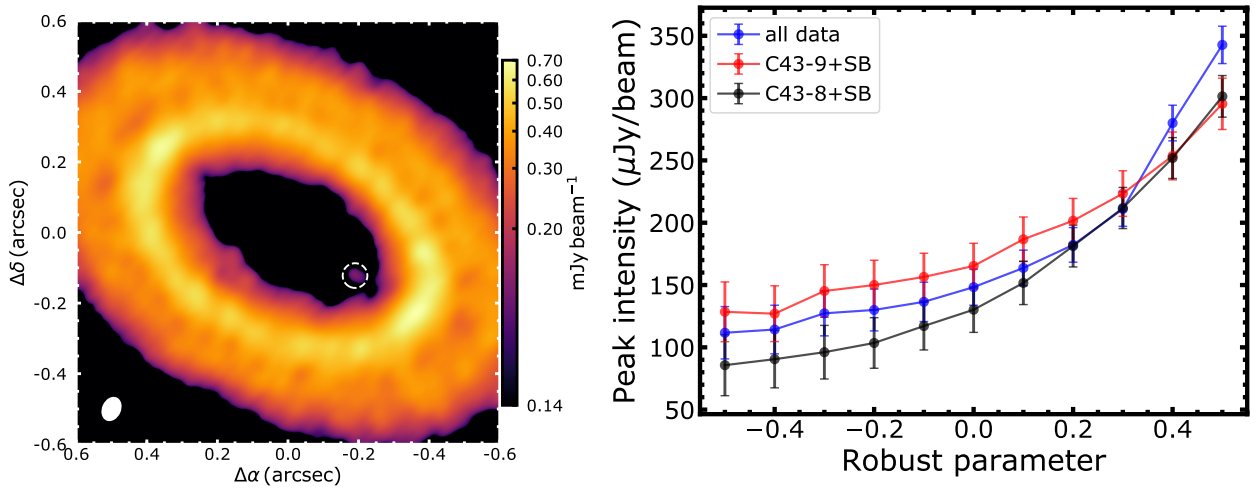 0.6
0.4
0.2
0.0
-0.2
-0.4
-0.6
Δδ (arcsec)
0.6 0.4 0.2 0.0 -0.2 -0.4 -0.6
Δα (arcsec)
0.70
0.60
0.50
0.40
0.30
0.20
0.14
mJy beam⁻¹
all data
C43-9+SB
C43-8+SB
350
300
250
200
150
100
50
Peak intensity (μJy/beam)
−0.4 −0.2 0.0 0.2 0.4
Robust parameter